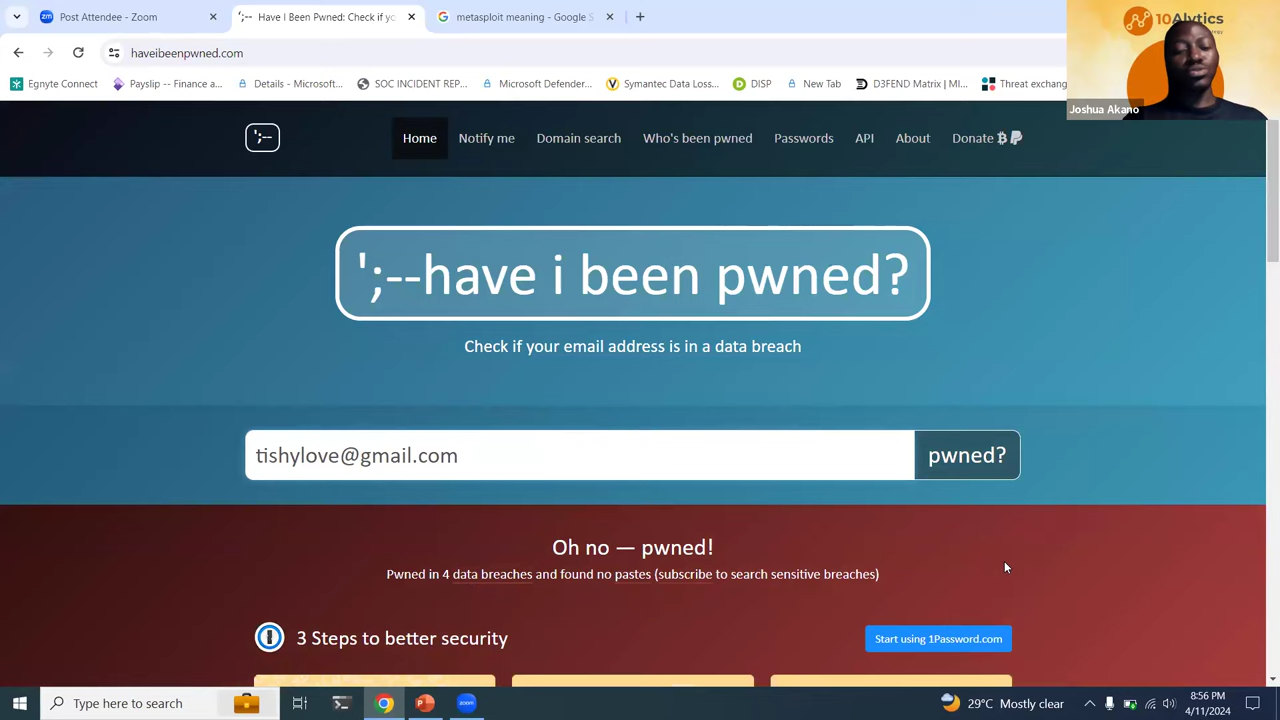 Post Attendee - Zoom
';-- Have I Been Pwned: Check if yo
metasploit meaning - Google S
haveibeenpwned.com
Egnyte Connect
Payslip -- Finance a...
Details - Microsoft...
SOC INCIDENT REP...
Microsoft Defender...
Symantec Data Loss...
DISP
New Tab
D3FEND Matrix | MI...
Threat exchang
10Alytics
Joshua Akano
';--
Home
Notify me
Domain search
Who's been pwned
Passwords
API
About
Donate
';--have i been pwned?
Check if your email address is in a data breach
tishylove@gmail.com
pwned?
Oh no — pwned!
Pwned in 4 data breaches and found no pastes (subscribe to search sensitive breaches)
3 Steps to better security
Start using 1Password.com
Type here to search
29°C Mostly clear
8:56 PM
4/11/2024